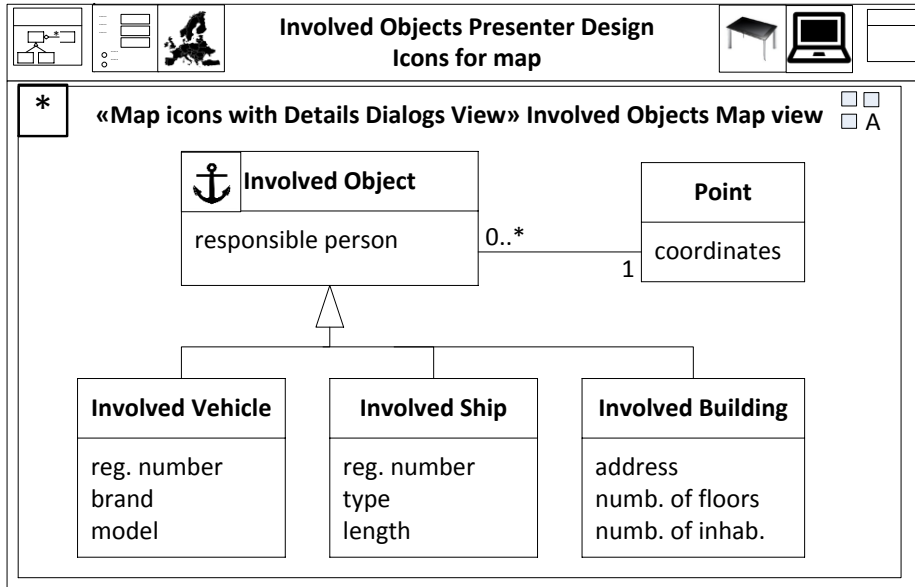 Involved Objects Presenter Design
Icons for map
*
«Map icons with Details Dialogs View» Involved Objects Map view
A
Involved Object
responsible person
0..*
1
Point
coordinates
Involved Vehicle
reg. number
brand
model
Involved Ship
reg. number
type
length
Involved Building
address
numb. of floors
numb. of inhab.